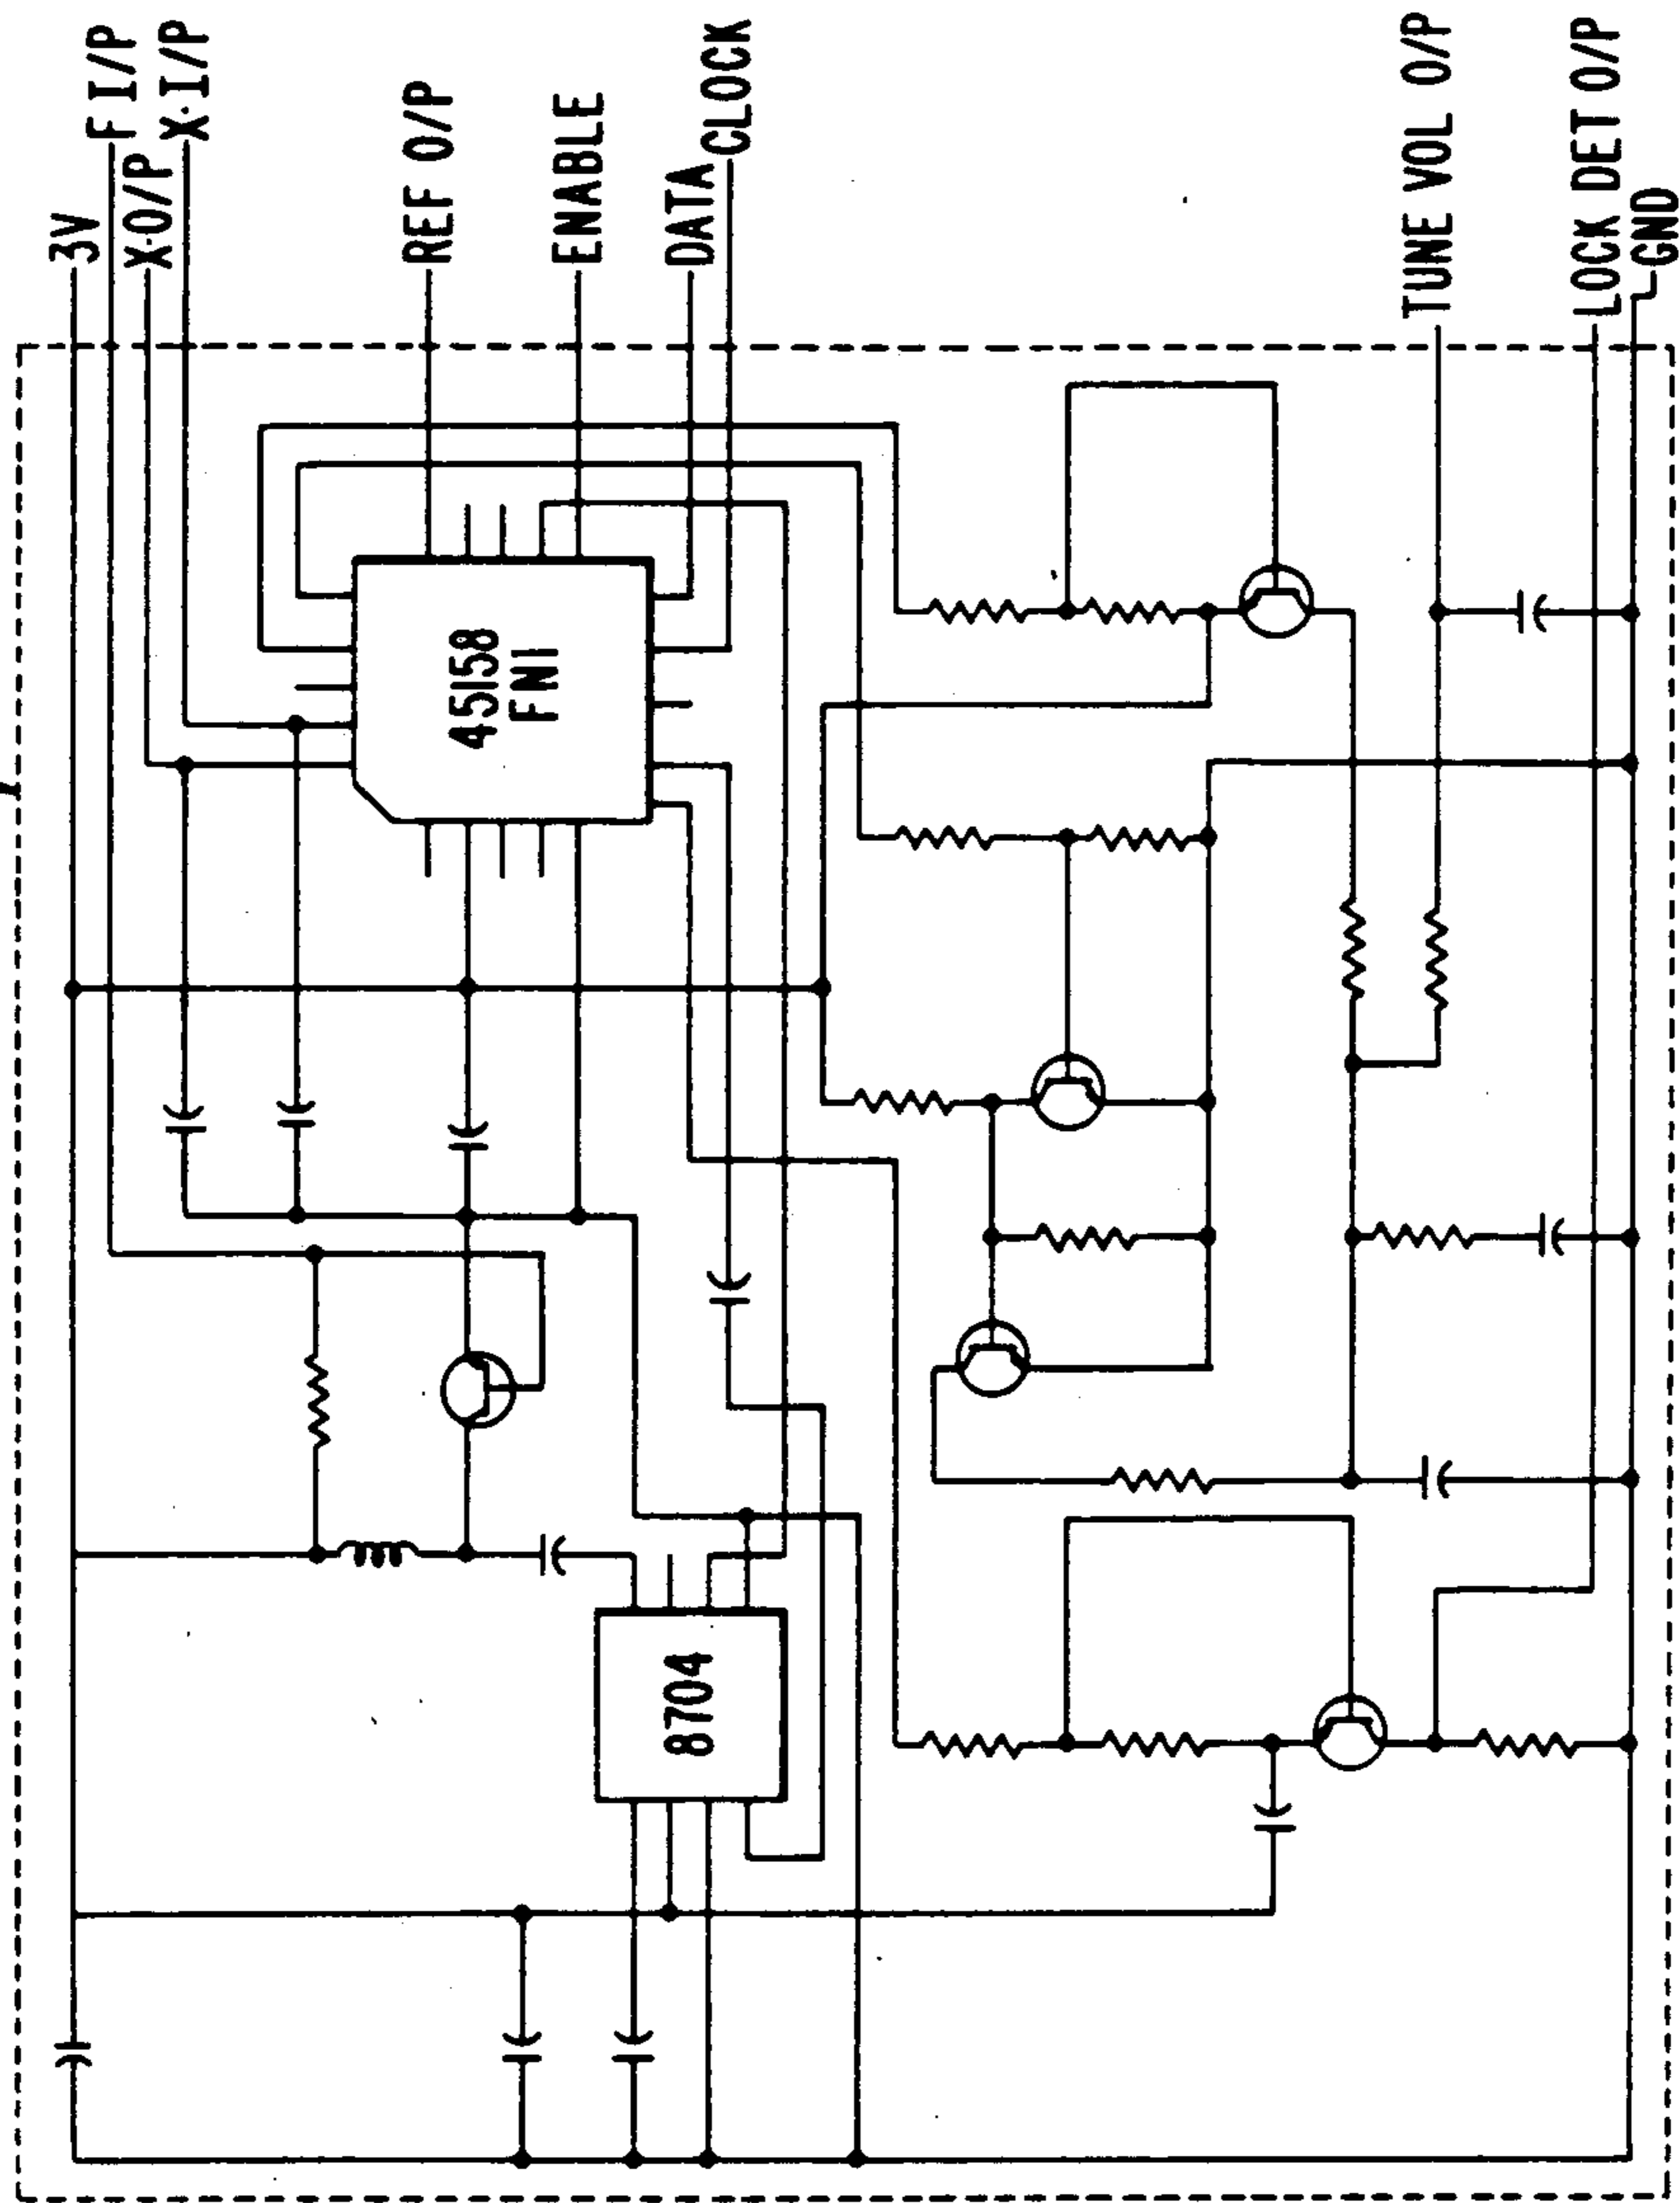 3V
F I/P
X·O/P
X·I/P
REF O/P
ENABLE
DATA
CLOCK
45158
FN1
8704
TUNE VOL O/P
LOCK DET O/P
GND